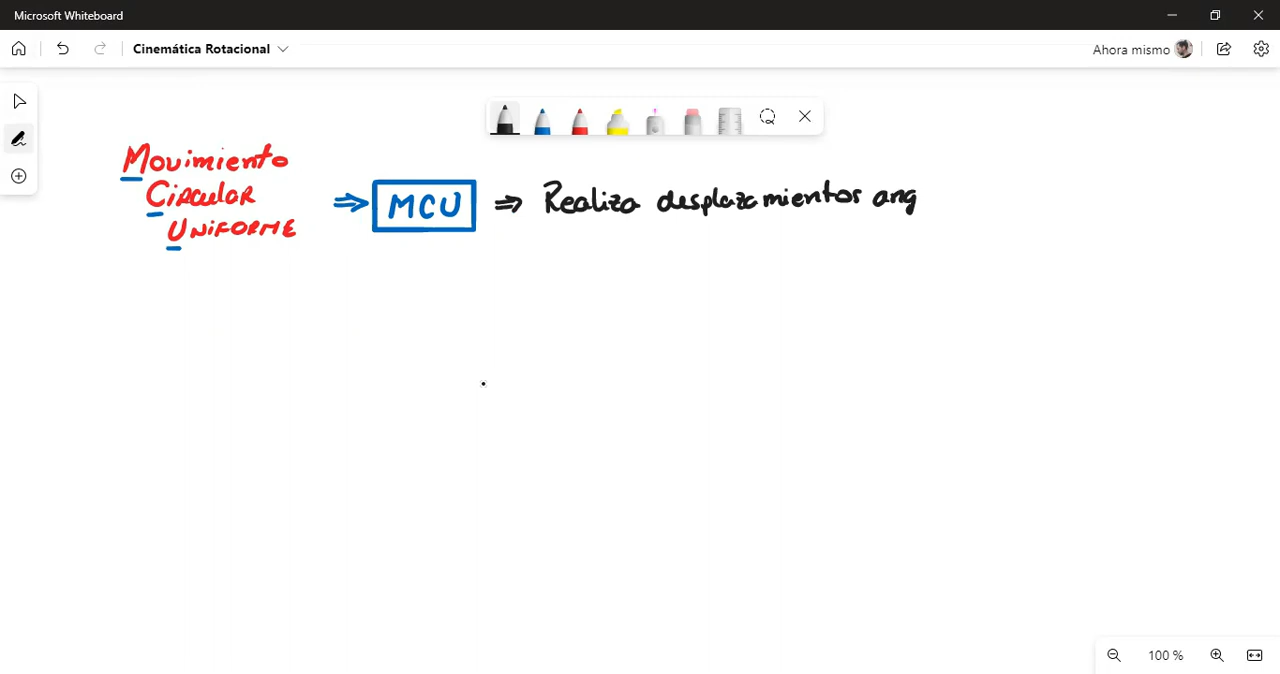 Microsoft Whiteboard
Cinemática Rotacional
Ahora mismo
Movimiento
Circular
UNIFORME
⇒ MCU ⇒ Realiza desplazamientos ang
100 %